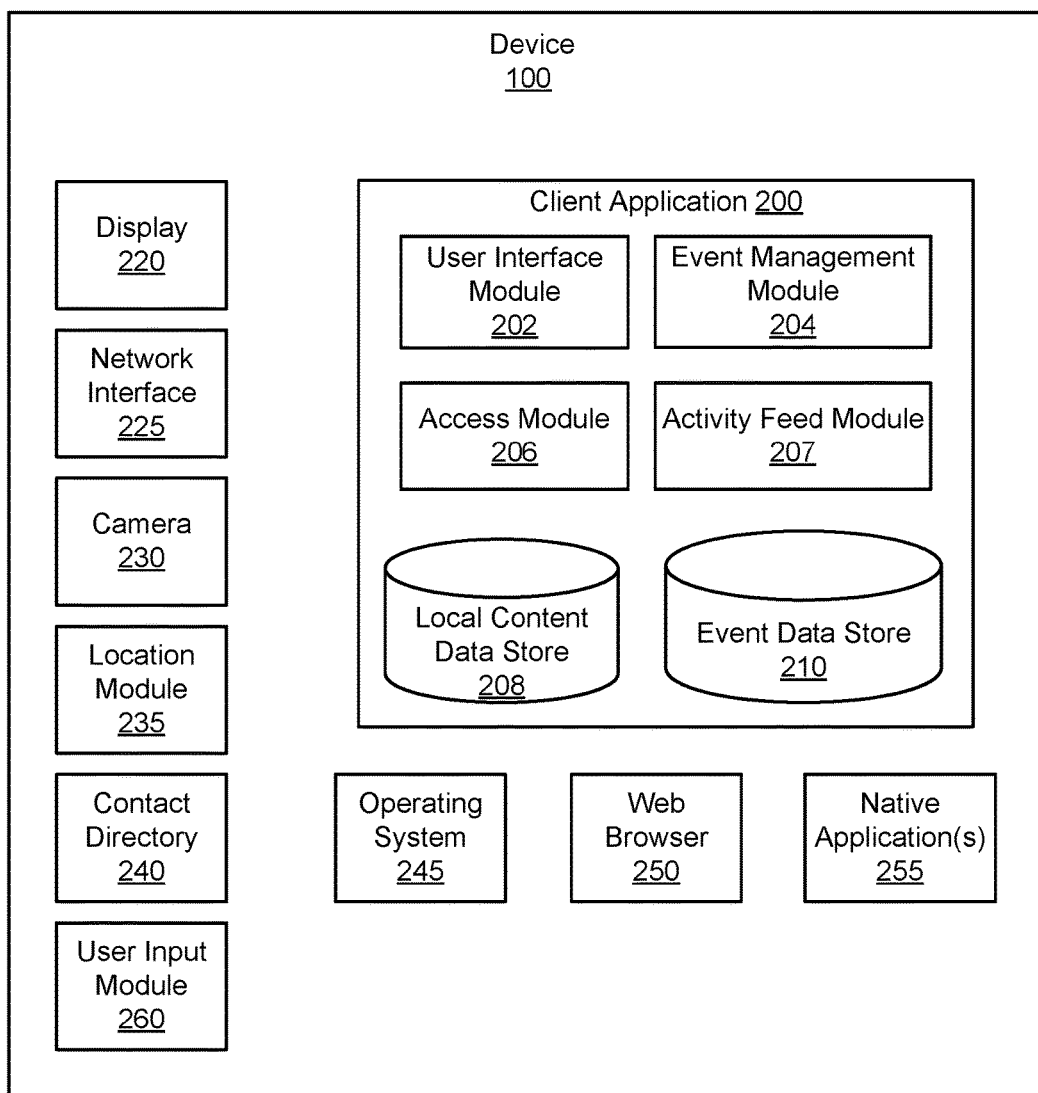 Device
100
Display
220
Network
Interface
225
Camera
230
Location
Module
235
Contact
Directory
240
User Input
Module
260
Client Application 200
User Interface
Module
202
Event Management
Module
204
Access Module
206
Activity Feed Module
207
Local Content
Data Store
208
Event Data Store
210
Operating
System
245
Web
Browser
250
Native
Application(s)
255